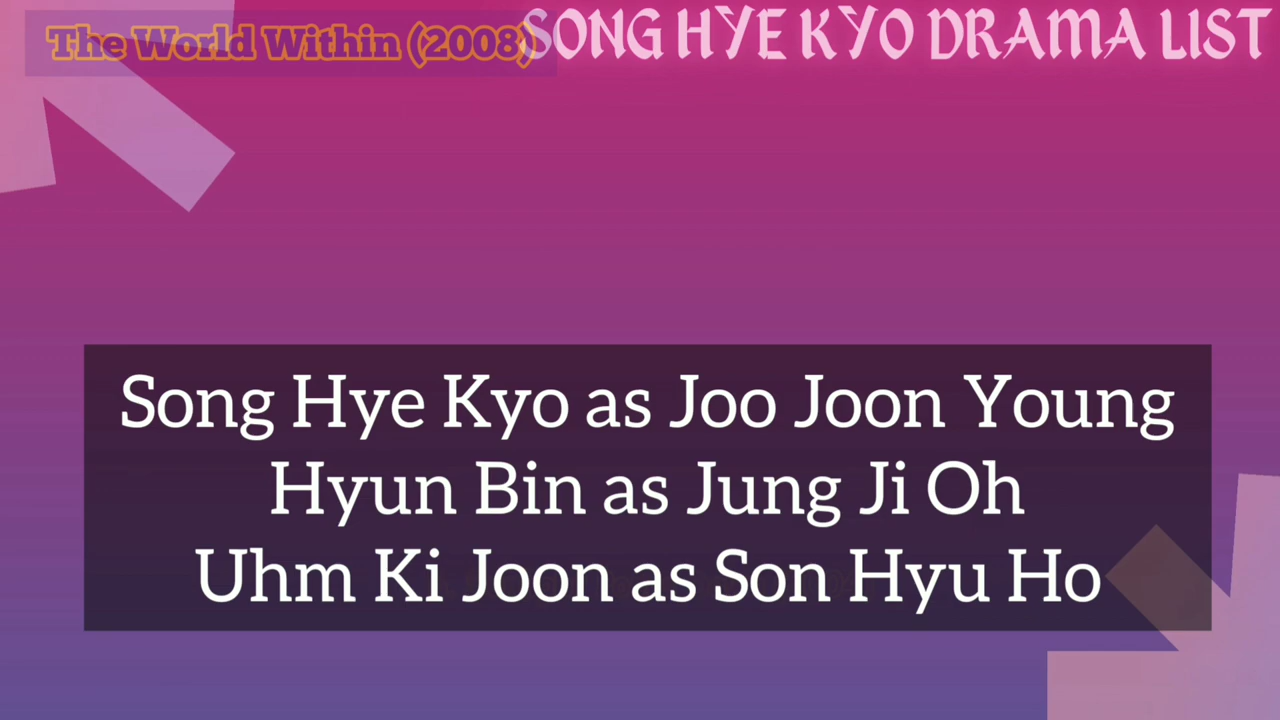 The World Within (2008)
SONG HYE KYO DRAMA LIST
Song Hye Kyo as Joo Joon Young
Hyun Bin as Jung Ji Oh
Uhm Ki Joon as Son Hyu Ho